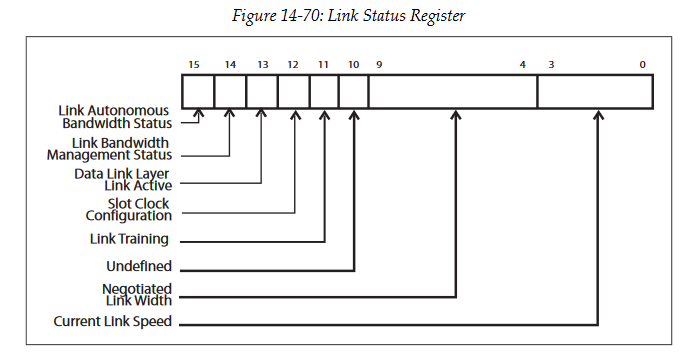 Figure 14-70: Link Status Register
15 14 13 12 11 10 9 4 3 0
Link Autonomous
Bandwidth Status
Link Bandwidth
Management Status
Data Link Layer
Link Active
Slot Clock
Configuration
Link Training
Undefined
Negotiated
Link Width
Current Link Speed